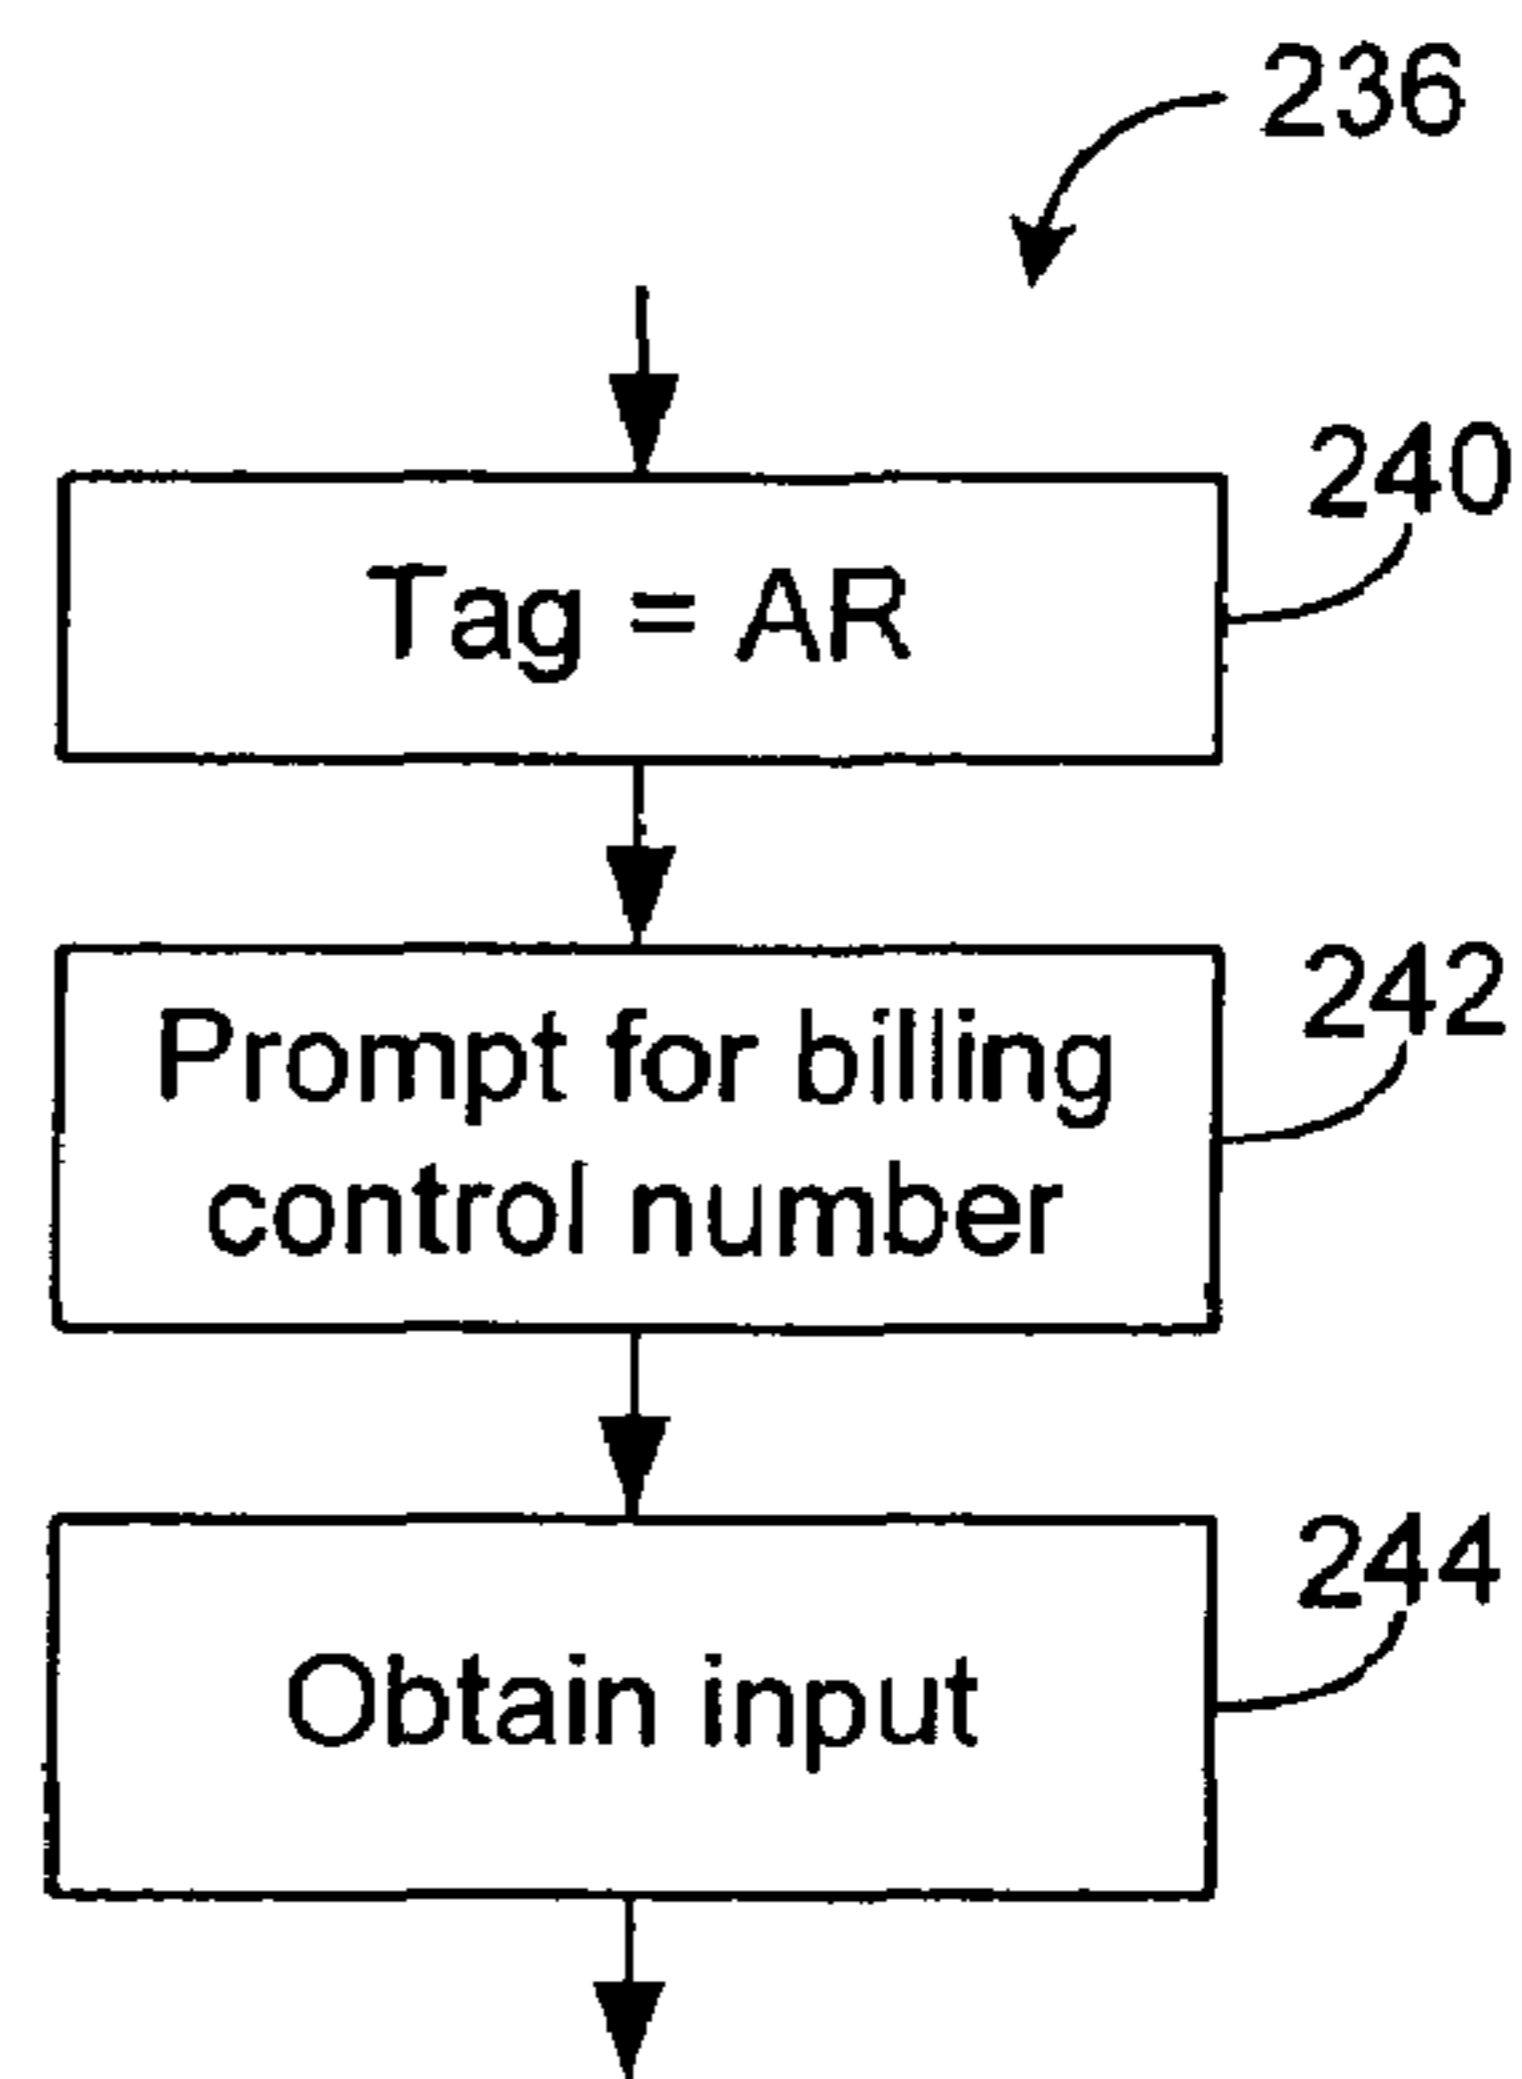 236
240
Tag = AR
242
Prompt for billing
control number
244
Obtain input